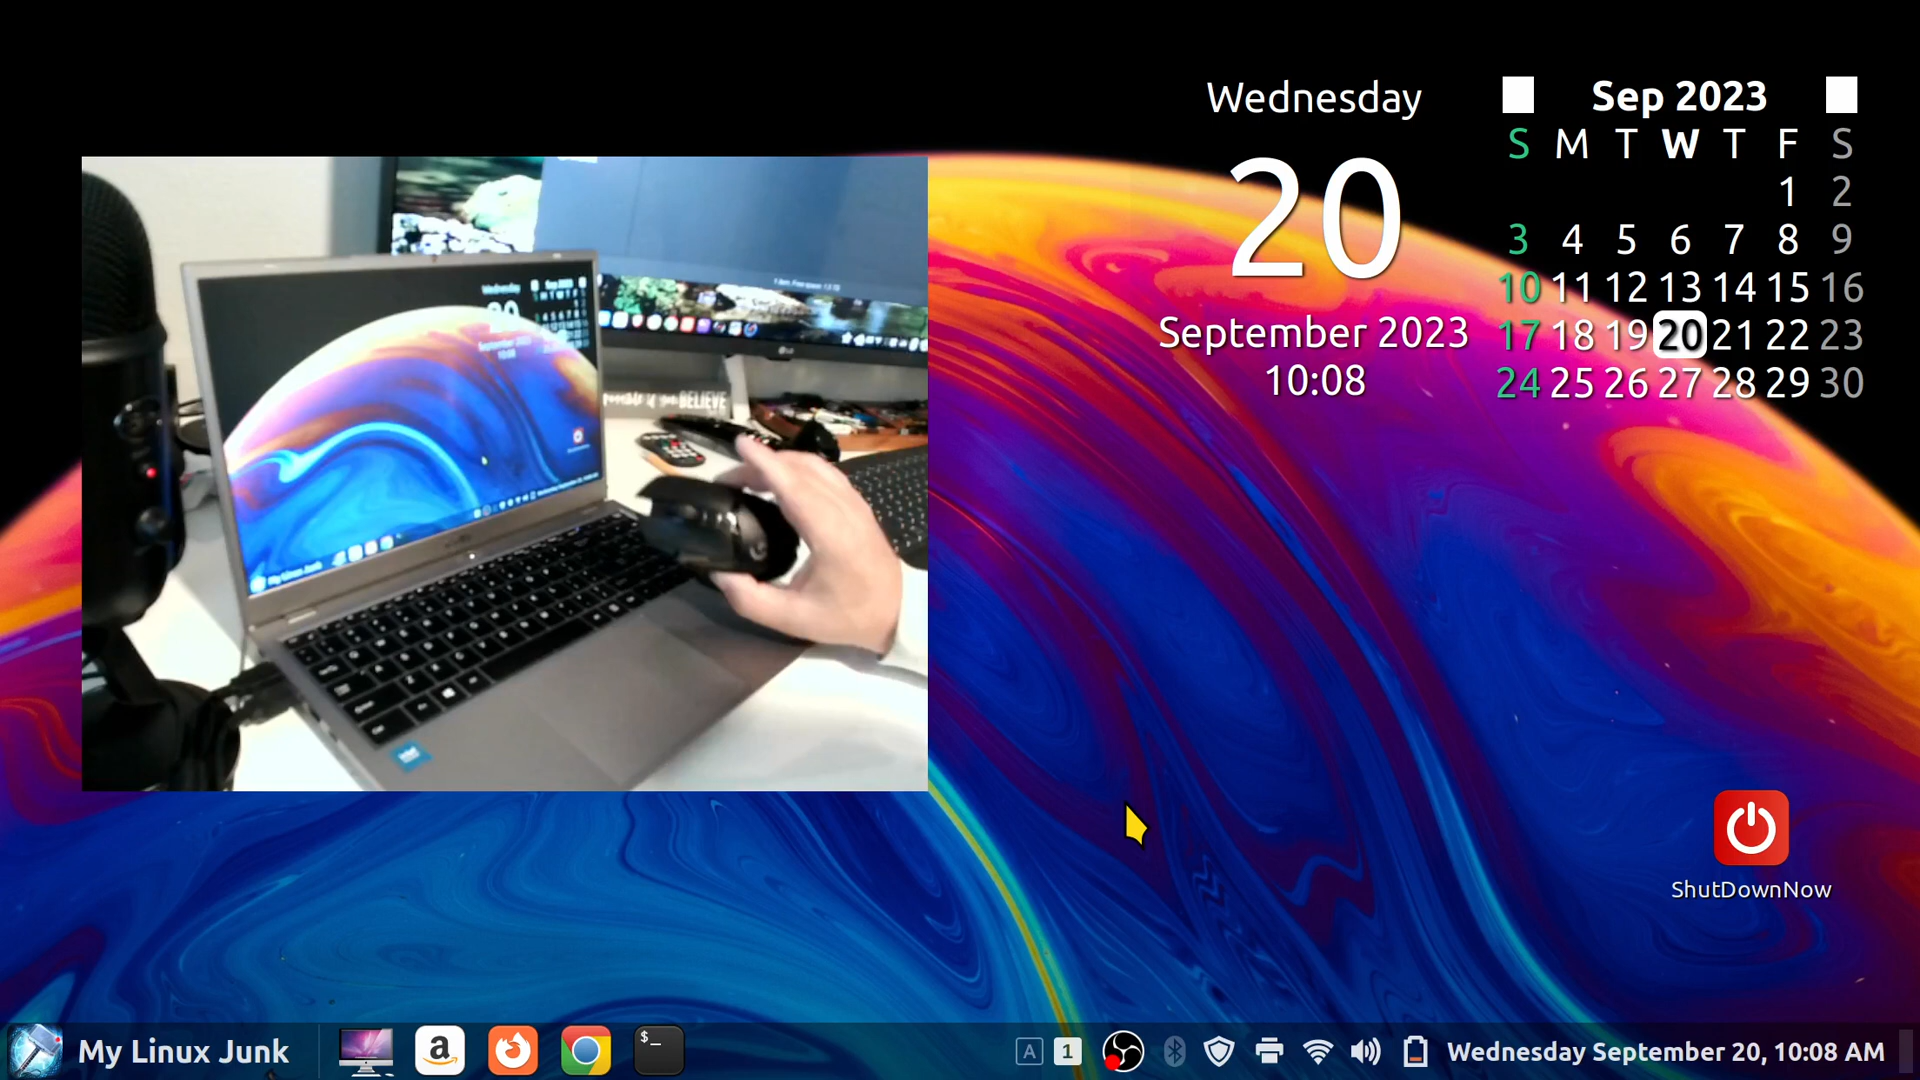 Wednesday
20
September 2023
10:08
Sep 2023
S M T W T F S
1 2
3 4 5 6 7 8 9
10 11 12 13 14 15 16
17 18 19 20 21 22 23
24 25 26 27 28 29 30
BELIEVE
ShutDownNow
My Linux Junk
a
$_
A
1
Wednesday September 20, 10:08 AM